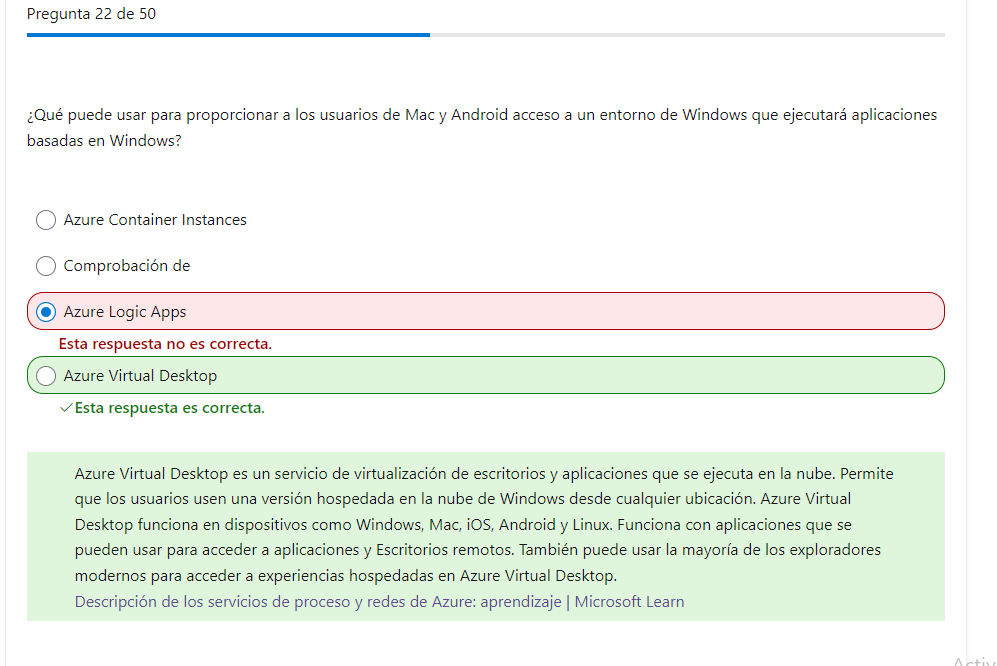 Pregunta 22 de 50
¿Qué puede usar para proporcionar a los usuarios de Mac y Android acceso a un entorno de Windows que ejecutará aplicaciones
basadas en Windows?
Azure Container Instances
Comprobación de
Azure Logic Apps
Esta respuesta no es correcta.
Azure Virtual Desktop
Esta respuesta es correcta.
Azure Virtual Desktop es un servicio de virtualización de escritorios y aplicaciones que se ejecuta en la nube. Permite
que los usuarios usen una versión hospedada en la nube de Windows desde cualquier ubicación. Azure Virtual
Desktop funciona en dispositivos como Windows, Mac, iOS, Android y Linux. Funciona con aplicaciones que se
pueden usar para acceder a aplicaciones y Escritorios remotos. También puede usar la mayoría de los exploradores
modernos para acceder a experiencias hospedadas en Azure Virtual Desktop.
Descripción de los servicios de proceso y redes de Azure: aprendizaje | Microsoft Learn